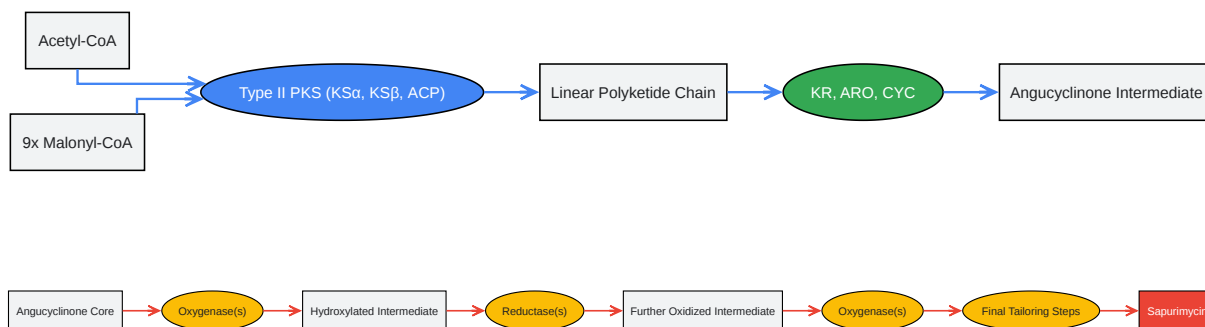 Acetyl-CoA
9x Malonyl-CoA
Type II PKS (KSα, KSβ, ACP)
Linear Polyketide Chain
KR, ARO, CYC
Angucyclinone Intermediate
Angucyclinone Core
Oxygenase(s)
Hydroxylated Intermediate
Reductase(s)
Further Oxidized Intermediate
Oxygenase(s)
Final Tailoring Steps
Sapurimycin